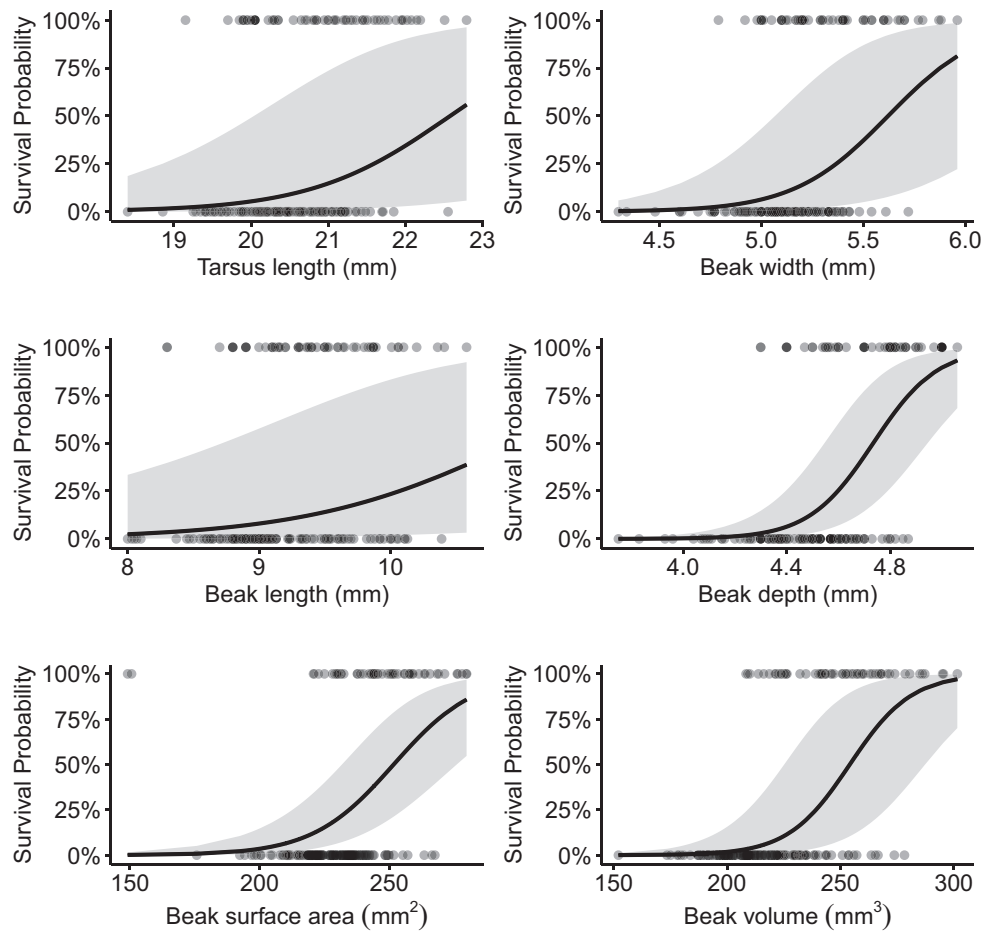 Survival Probability
100%
75%
50%
25%
0%
19 20 21 22 23
Tarsus length (mm)
Survival Probability
100%
75%
50%
25%
0%
4.5 5.0 5.5 6.0
Beak width (mm)
Survival Probability
100%
75%
50%
25%
0%
8 9 10
Beak length (mm)
Survival Probability
100%
75%
50%
25%
0%
4.0 4.4 4.8
Beak depth (mm)
Survival Probability
100%
75%
50%
25%
0%
150 200 250
Beak surface area (mm²)
Survival Probability
100%
75%
50%
25%
0%
150 200 250 300
Beak volume (mm³)